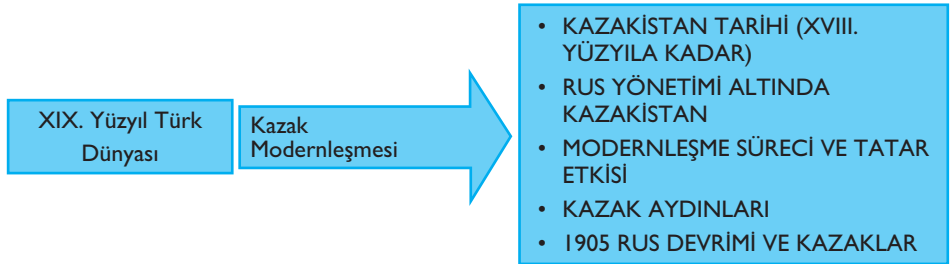 XIX. Yüzyıl Türk
Dünyası
Kazak
Modernleşmesi
• KAZAKİSTAN TARİHİ (XVIII.
YÜZYILA KADAR)
• RUS YÖNETİMİ ALTINDA
KAZAKİSTAN
• MODERNLEŞME SÜRECİ VE TATAR
ETKİSİ
• KAZAK AYDINLARI
• 1905 RUS DEVRİMİ VE KAZAKLAR